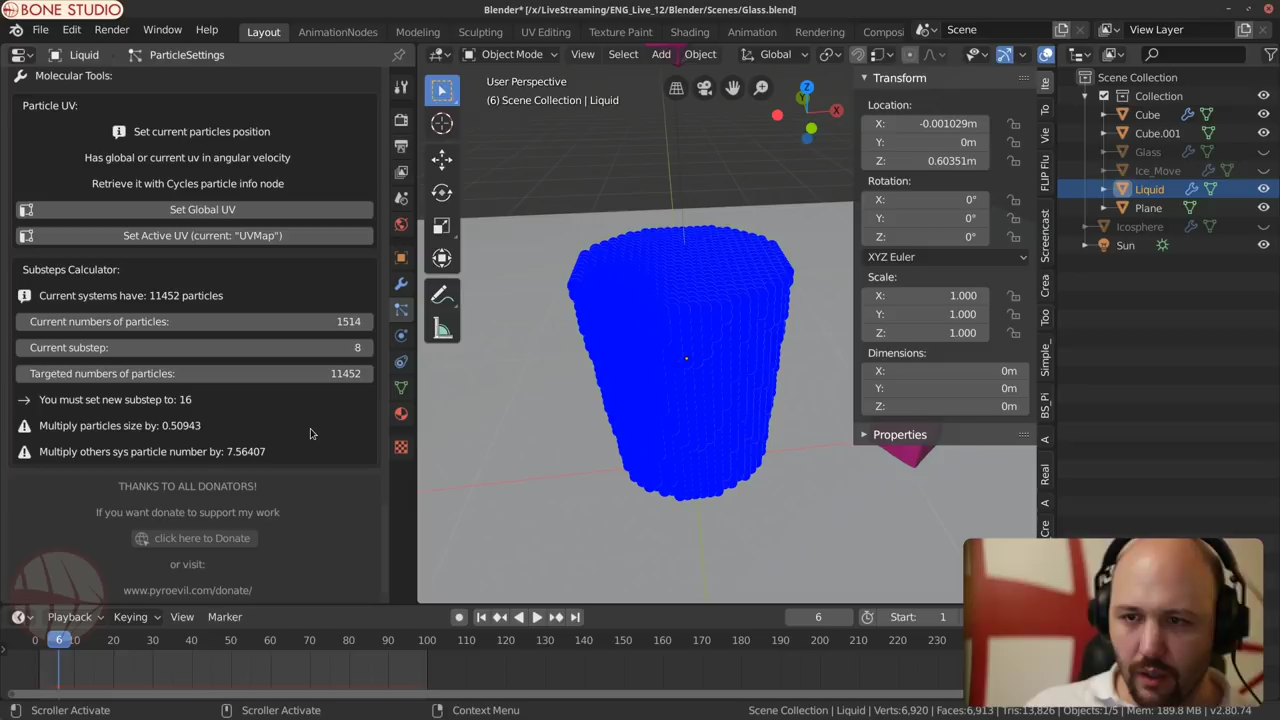 BONE STUDIO
Blender* [/x/LiveStreaming/ENG_Live_12/Blender/Scenes/Glass.blend]
File Edit Render Window Help Layout AnimationNodes Modeling Sculpting UV Editing Texture Paint Shading Animation Rendering Composi Scene View Layer
Liquid ParticleSettings
Object Mode View Select Add Object Global
Molecular Tools:
Particle UV:
Set current particles position
Has global or current uv in angular velocity
Retrieve it with Cycles particle info node
Set Global UV
Set Active UV (current: "UVMap")
Substeps Calculator:
Current systems have: 11452 particles
Current numbers of particles: 1514
Current substep: 8
Targeted numbers of particles: 11452
You must set new substep to: 16
Multiply particles size by: 0.50943
Multiply others sys particle number by: 7.56407
THANKS TO ALL DONATORS!
If you want donate to support my work
click here to Donate
or visit:
www.pyroevil.com/donate/
User Perspective
(6) Scene Collection | Liquid
Z
Y
X
Transform
Location:
X: -0.001029m
Y: 0m
Z: 0.60351m
Rotation:
X: 0°
Y: 0°
Z: 0°
XYZ Euler
Scale:
X: 1.000
Y: 1.000
Z: 1.000
Dimensions:
X: 0m
Y: 0m
Z: 0m
Properties
Ite
To
Vie
FLIP Flu
Screencast
Crea
Too
Simple_
BS_Pi
A
Real
A
Cre
Scene Collection
Collection
Cube
Cube.001
Glass
Ice_Move
Liquid
Plane
Icosphere
Sun
Playback Keying View Marker 6 Start: 1
0 6 10 20 30 40 50 60 70 80 90 100 110 120 130 140 150 160 170 180 190 200 210 220 230
Scroller Activate Scroller Activate Context Menu Scene Collection | Liquid | Verts:6,920 | Faces:6,913 | Tris:13,826 | Objects:1/5 | Mem: 189.8 MB | v2.80.74